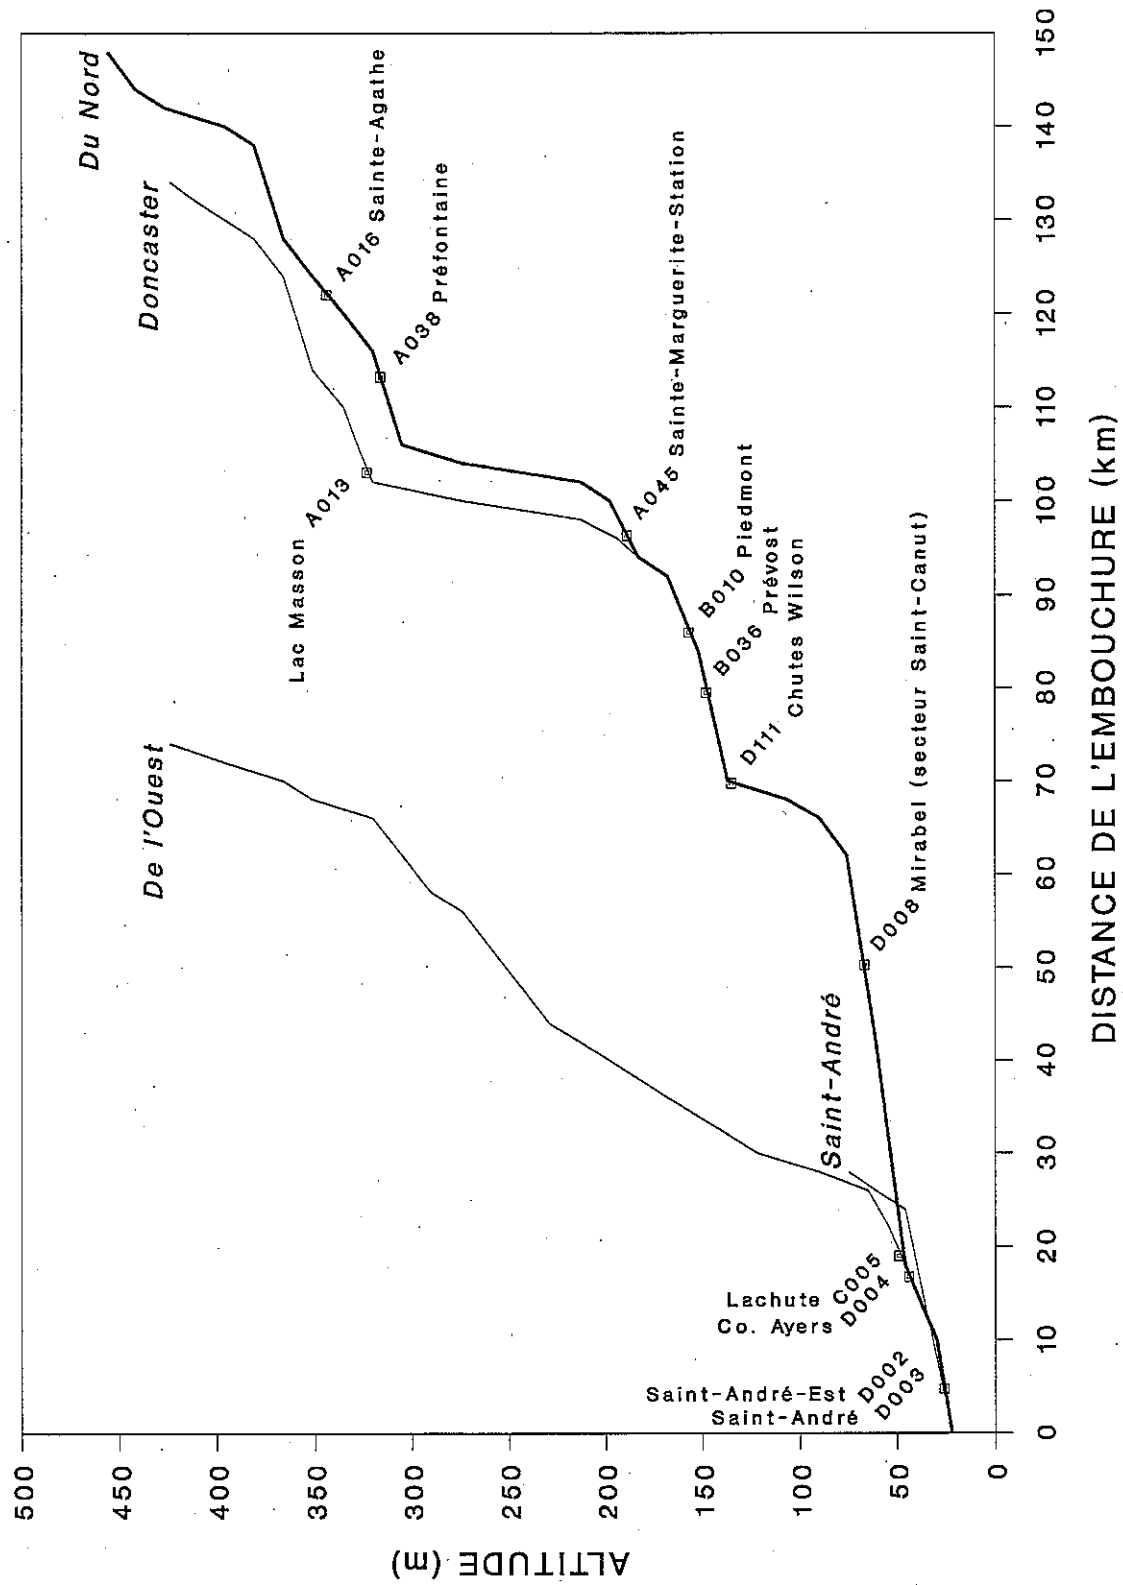 ALTITUDE (m)
500
450
400
350
300
250
200
150
100
50
0
Du Nord
Doncaster
De l'Ouest
Saint-André
A016 Sainte-Agathe
A038 Préfontaine
Lac Masson A013
A045 Sainte-Marguerite-Station
B010 Piedmont
B036 Prévost
D111 Chutes Wilson
D008 Mirabel (secteur Saint-Canut)
Lachute C005
Co. Ayers D004
Saint-André-Est D002
Saint-André D003
0 10 20 30 40 50 60 70 80 90 100 110 120 130 140 150
DISTANCE DE L'EMBOUCHURE (km)